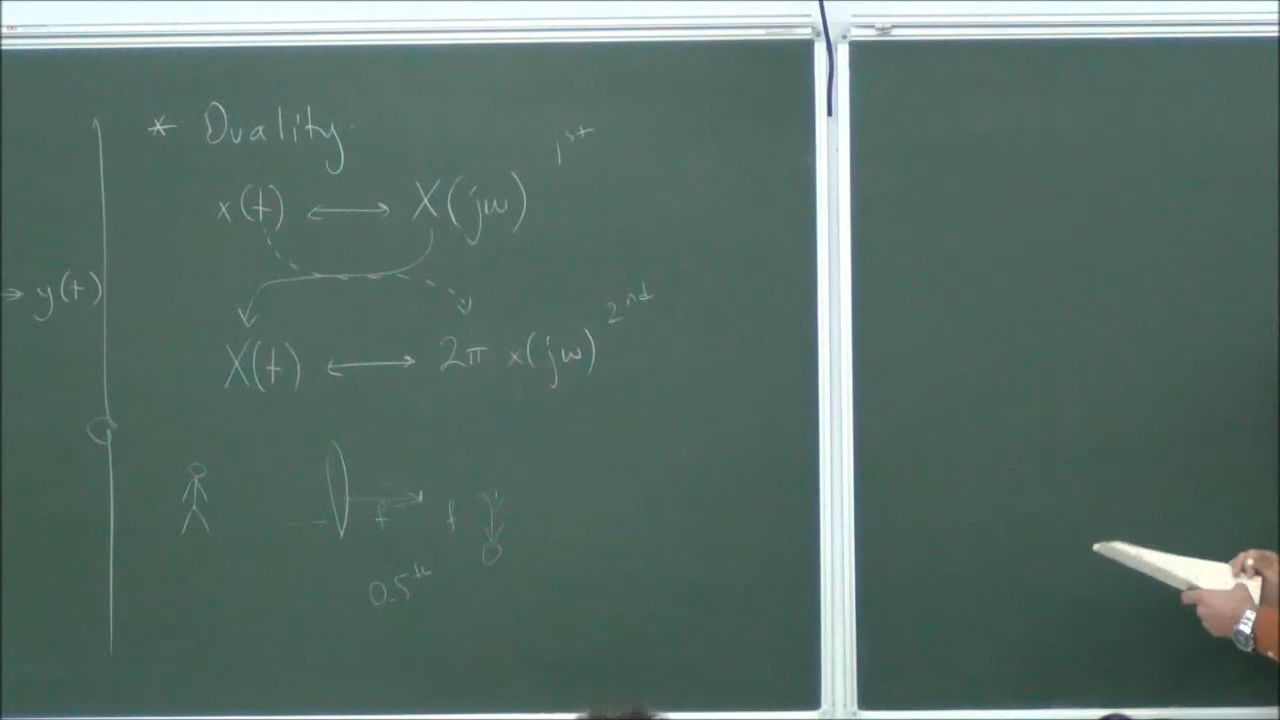 * Duality.
x(t) ↔ X(jω) 1st
→ y(t)
X(t) ↔ 2π x(jω) 2nd
f f
0.5th